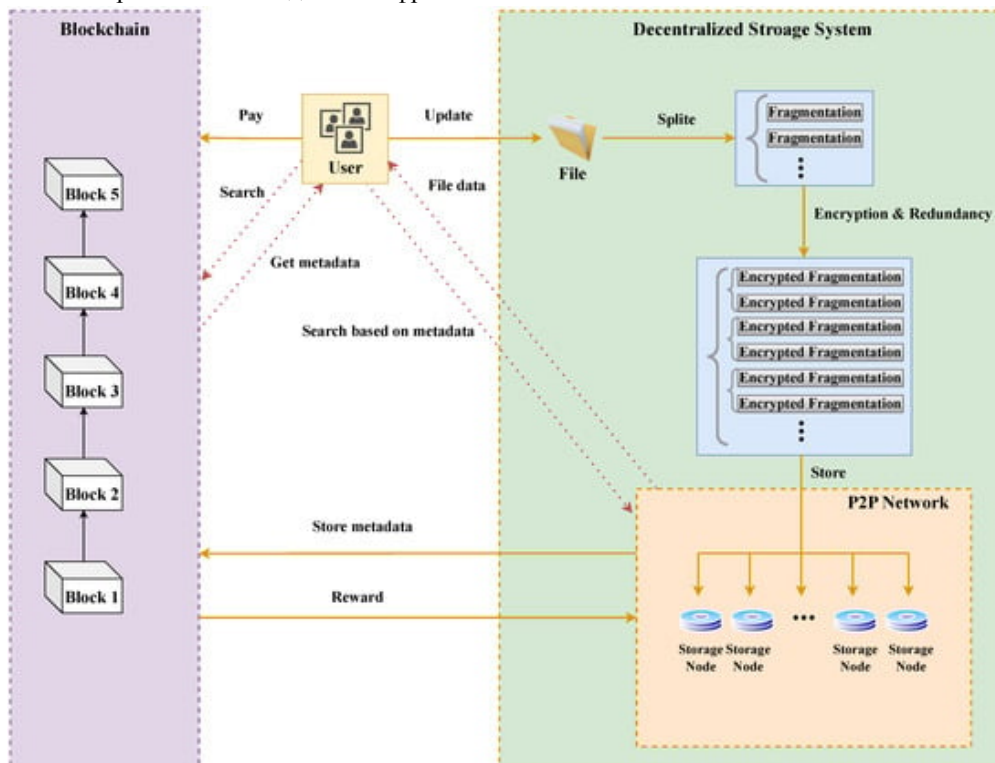 Blockchain
Decentralized Stroage System
Pay
Update
Splite
Fragmentation
Fragmentation
User
File
Block 5
Search
File data
Encryption & Redundancy
Get metadata
Block 4
Encrypted Fragmentation
Encrypted Fragmentation
Search based on metadata
Encrypted Fragmentation
Encrypted Fragmentation
Block 3
Encrypted Fragmentation
Encrypted Fragmentation
Store
Block 2
P2P Network
Store metadata
Block 1
Reward
Storage Node
Storage Node
Storage Node
Storage Node